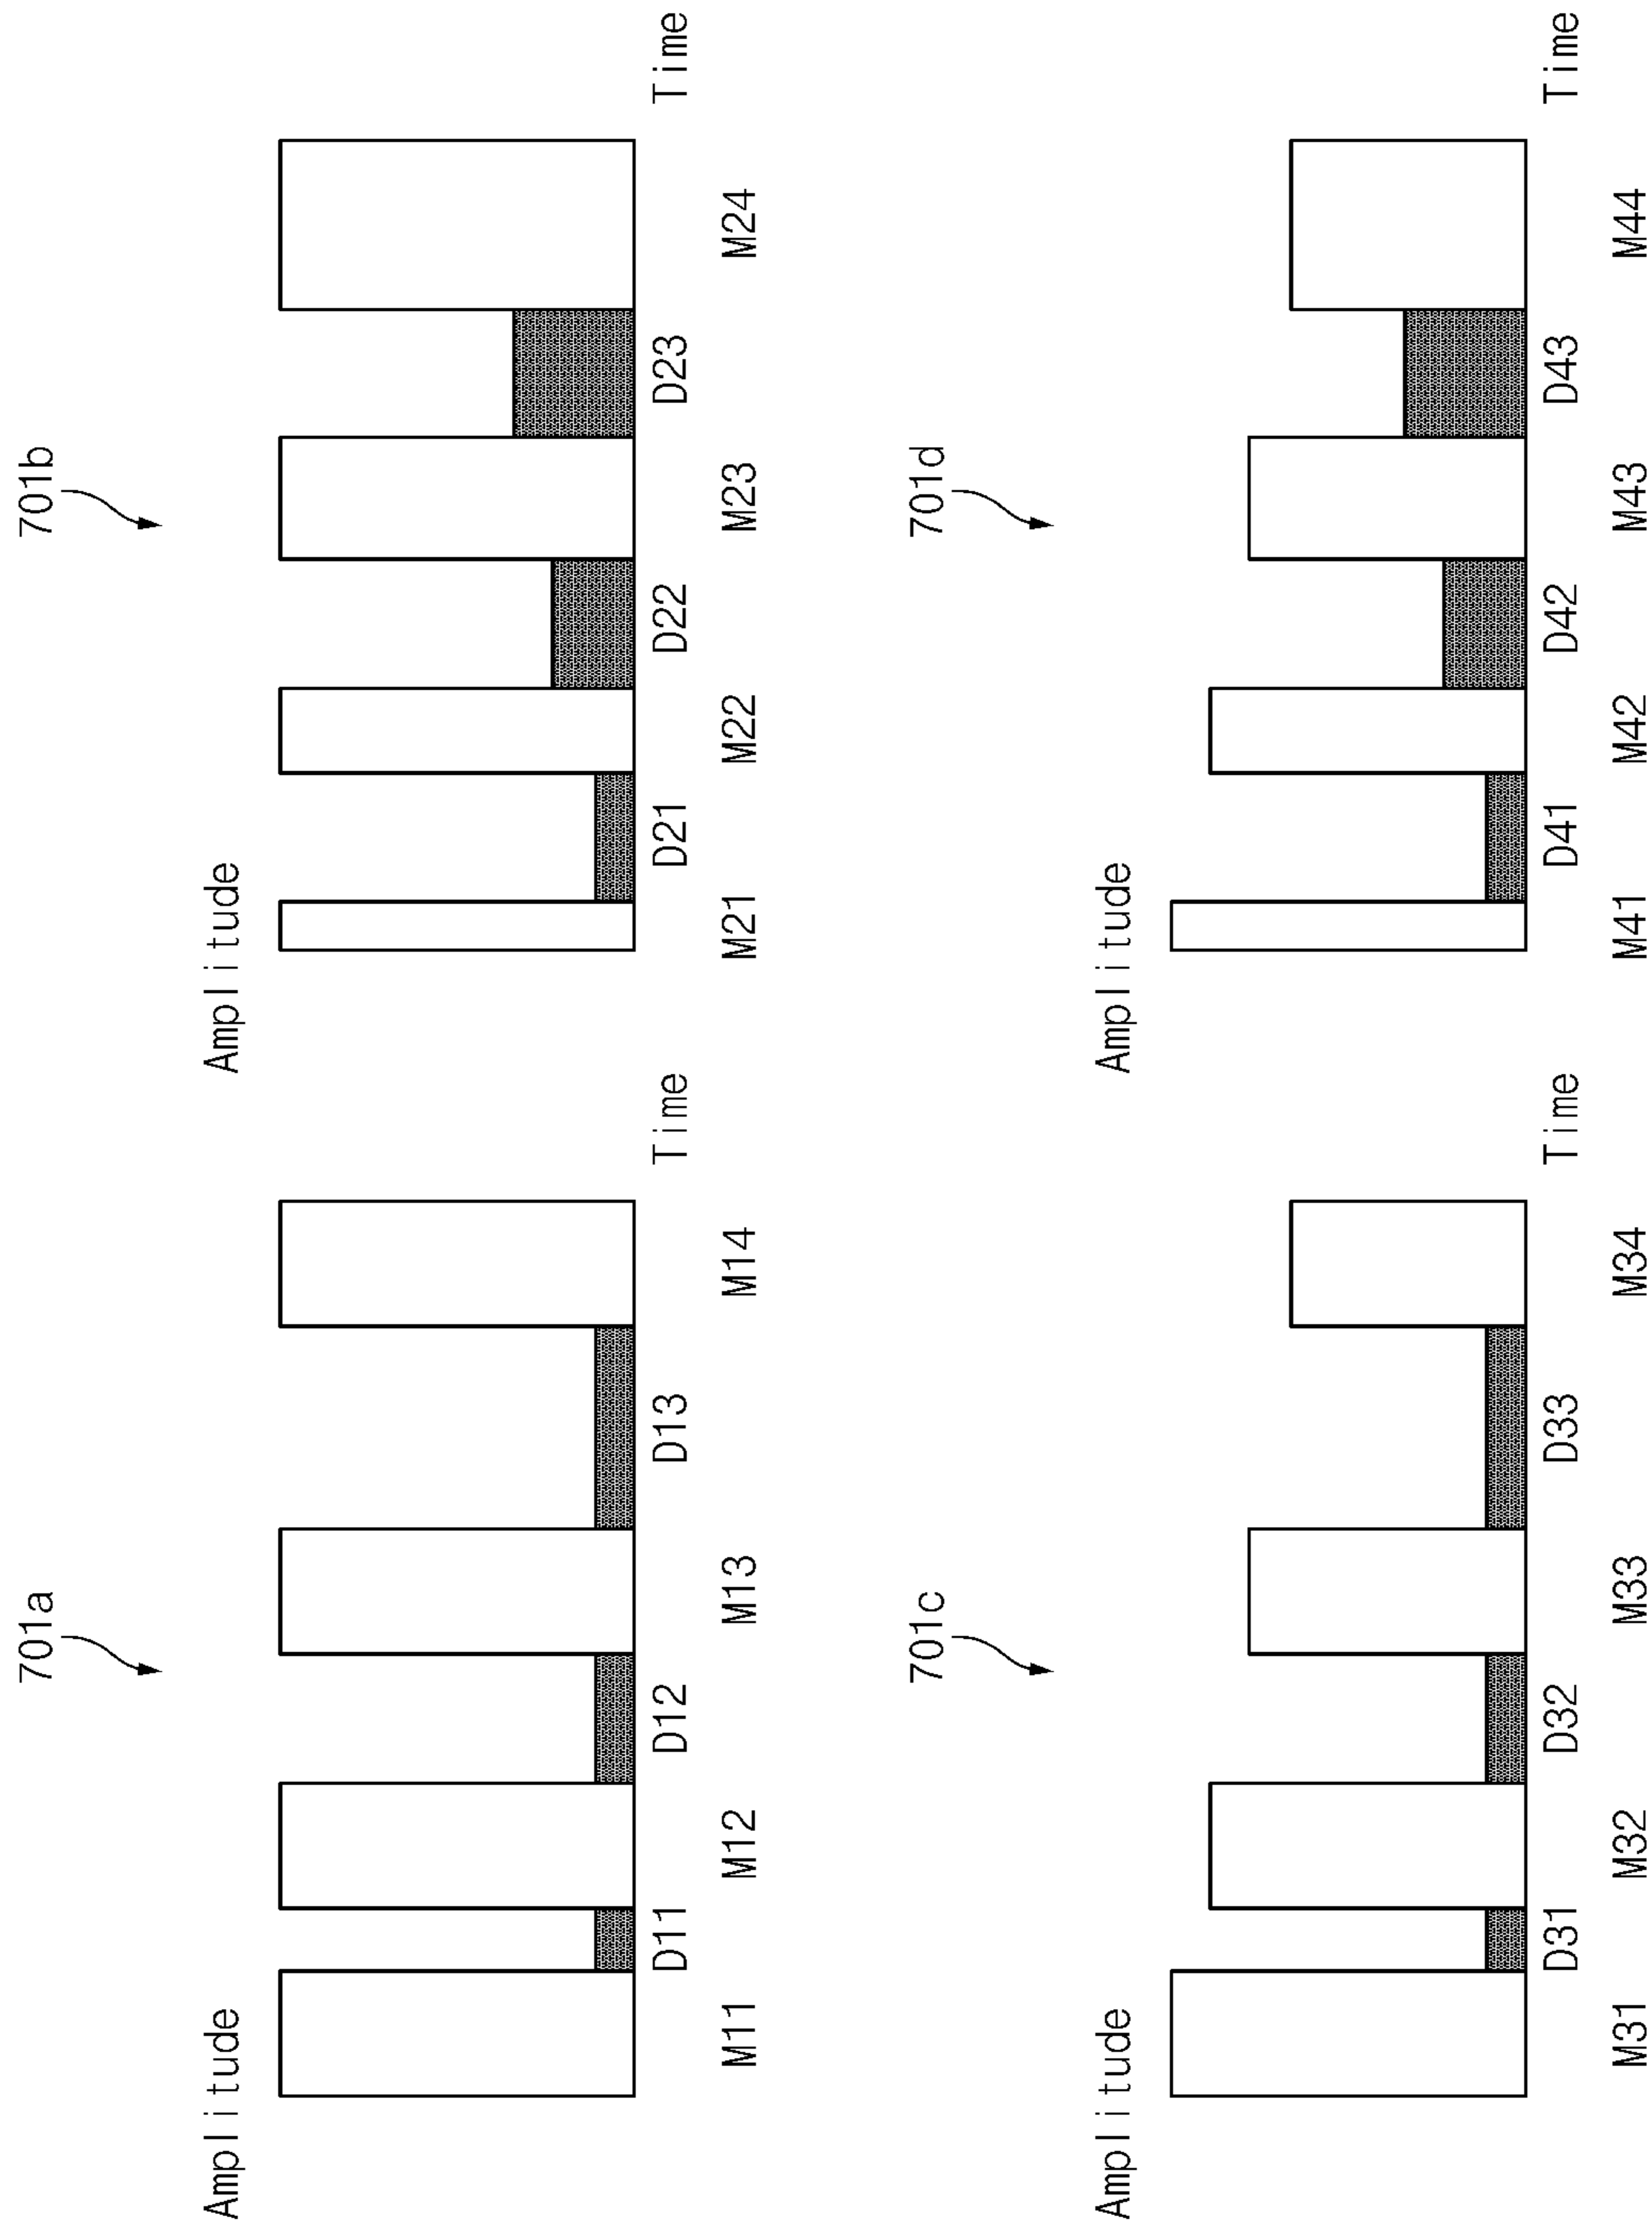 701a
Amplitude
D11
D12
D13
Time
M11
M12
M13
M14
701b
Amplitude
D21
D22
D23
Time
M21
M22
M23
M24
701c
Amplitude
D31
D32
D33
Time
M31
M32
M33
M34
701d
Amplitude
D41
D42
D43
Time
M41
M42
M43
M44